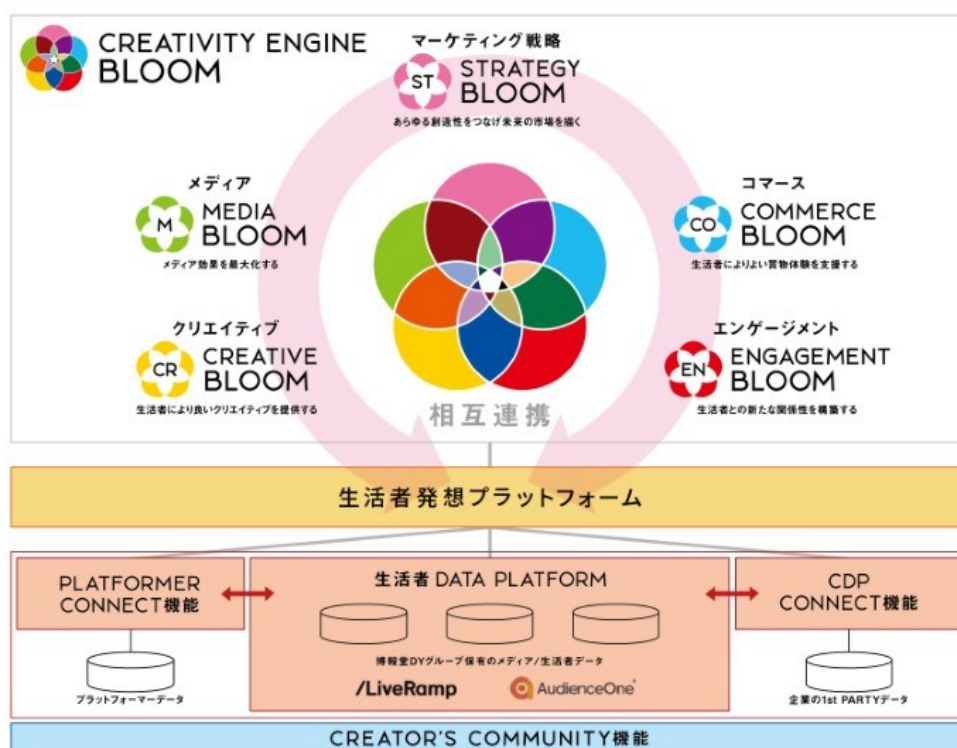 CREATIVITY ENGINE
BLOOM
マーケティング戦略
ST
STRATEGY
BLOOM
あらゆる創造性をつなげ未来の市場を描く
メディア
M
MEDIA
BLOOM
メディア効果を最大化する
コマース
CO
COMMERCE
BLOOM
生活者によりよい買物体験を支援する
クリエイティブ
CR
CREATIVE
BLOOM
生活者により良いクリエイティブを提供する
エンゲージメント
EN
ENGAGEMENT
BLOOM
生活者との新たな関係性を構築する
相互連携
生活者発想プラットフォーム
PLATFORMER
CONNECT機能
プラットフォーマーデータ
生活者 DATA PLATFORM
博報堂DYグループ保有のメディア/生活者データ
/LiveRamp
AudienceOne®
CDP
CONNECT機能
企業の1st PARTYデータ
CREATOR'S COMMUNITY機能